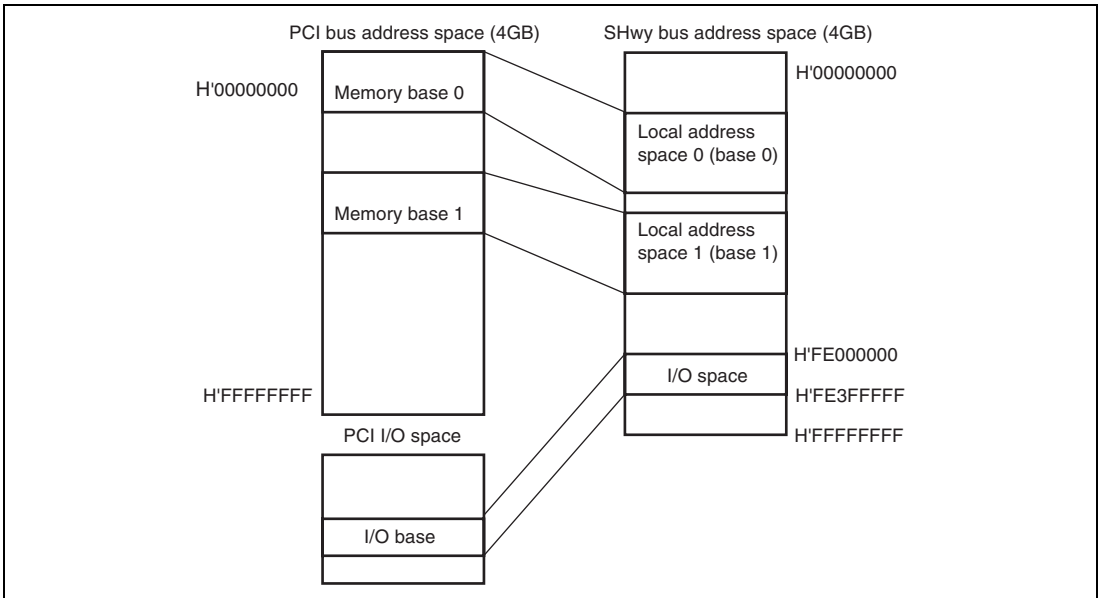 PCI bus address space (4GB)
SHwy bus address space (4GB)
H'00000000
Memory base 0
Memory base 1
H'FFFFFFFF
H'00000000
Local address
space 0 (base 0)
Local address
space 1 (base 1)
H'FE000000
I/O space
H'FE3FFFFF
H'FFFFFFFF
PCI I/O space
I/O base